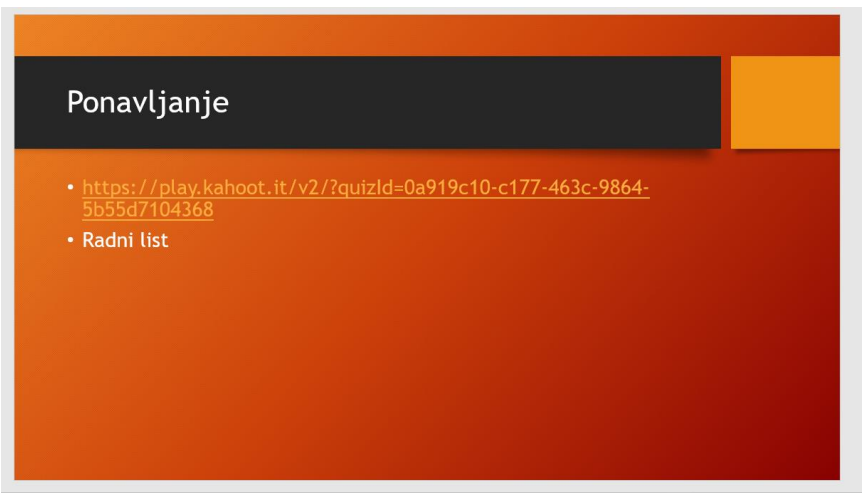 Ponavljanje
• https://play.kahoot.it/v2/?quizId=0a919c10-c177-463c-9864-
5b55d7104368
• Radni list